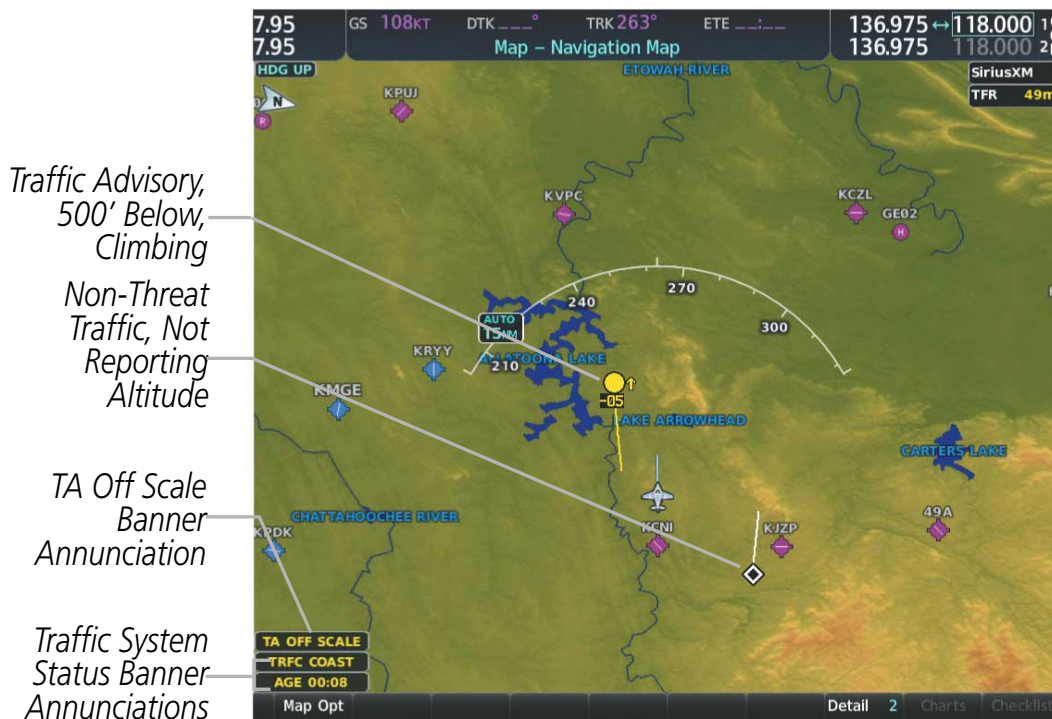 7.95 GS 108KT DTK ___° TRK 263° ETE __:__ 136.975 ↔ 118.000
7.95 Map – Navigation Map 136.975 118.000
HDG UP
ETOWAH RIVER
SiriusXM
TFR 49m
N
R
KPUJ
Traffic Advisory,
500' Below,
Climbing
KVPC
KCZL
GE02
H
Non-Threat
Traffic, Not
Reporting
Altitude
240
270
300
210
AUTO
15NM
KRYY
ALLATOONA LAKE
KMGE
-05
LAKE ARROWHEAD
CARTERS LAKE
TA Off Scale
Banner
Annunciation
CHATTAHOOCHEE RIVER
KPDK
KCNI
KJZP
49A
Traffic System
Status Banner
Annunciations
TA OFF SCALE
TRFC COAST
AGE 00:08
Map Opt Detail 2 Charts Checklist